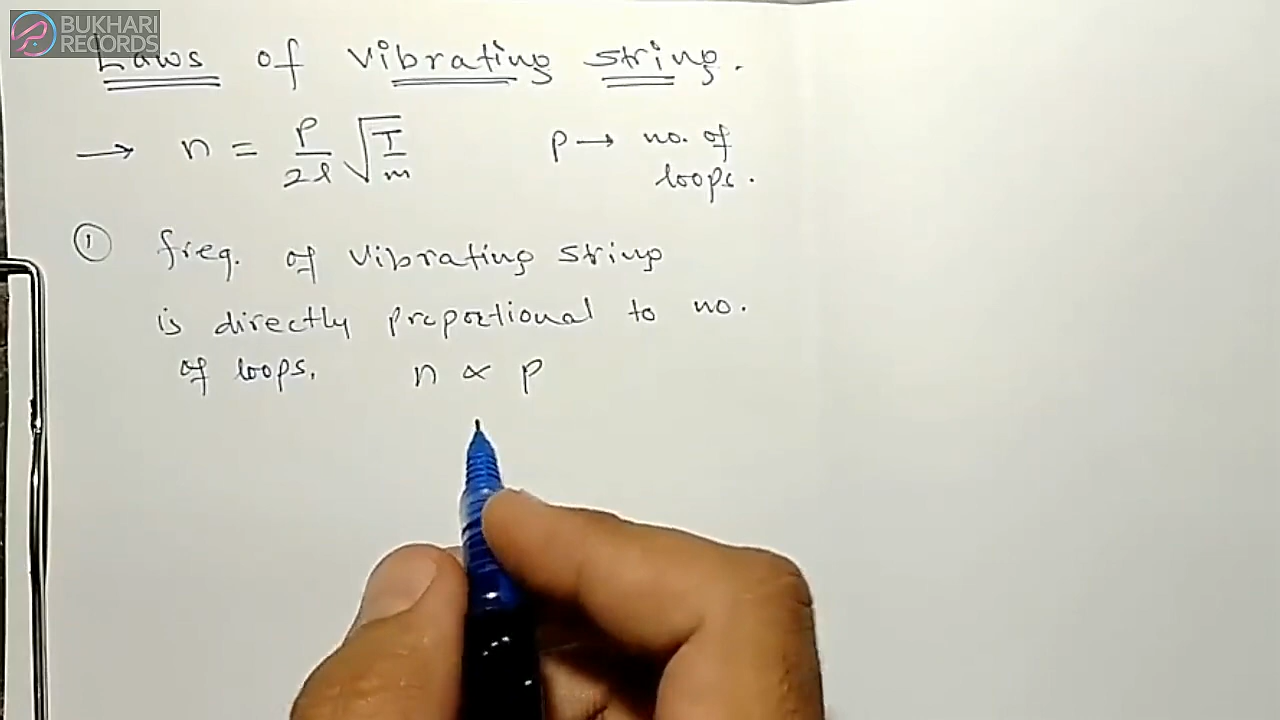 BUKHARI
RECORDS
Laws of vibrating string.
→ n = P/2l √T/m p → no. of
loops.
① freq. of vibrating string
is directly proportional to no.
of loops. n ∝ p